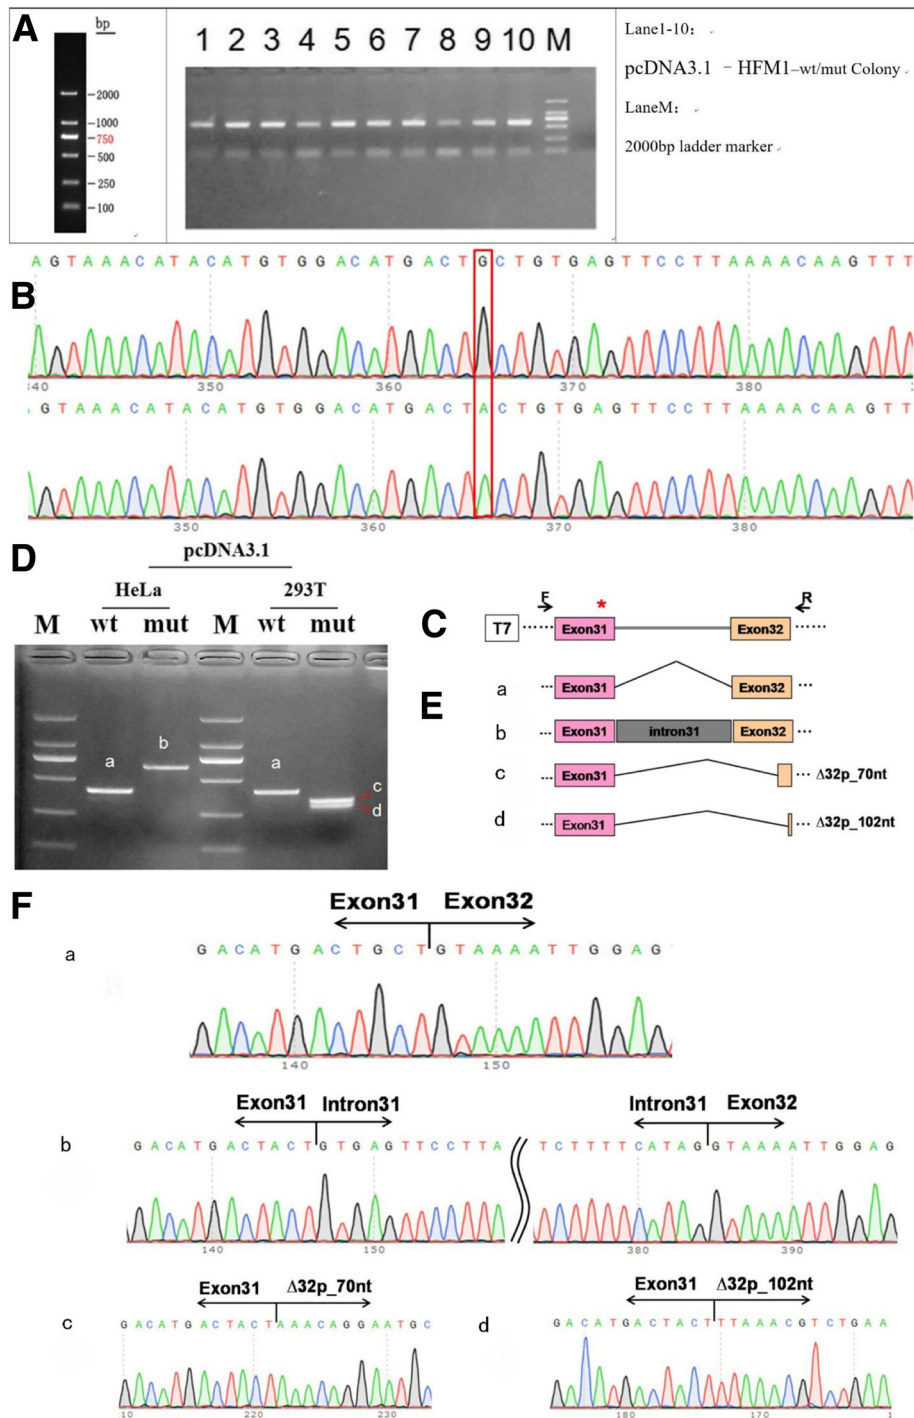 A
bp
2000
1000
750
500
250
100
1 2 3 4 5 6 7 8 9 10 M
Lane1-10:
pcDNA3.1 - HFM1-wt/mut Colony
LaneM:
2000bp ladder marker
B
AGTAAACATACATGTGGACATGACTGCTGTGAGTTCCTTAAAACAAGTTT
340 350 360 370 380
AGTAAACATACATGTGGACATGACTACTGTGAGTTCCTTAAAACAAGTT
350 360 370 380
D
pcDNA3.1
HeLa 293T
M wt mut M wt mut
a b a c d
C
F * R
T7 Exon31 Exon32
E
a Exon31 Exon32
b Exon31 intron31 Exon32
c Exon31 Δ32p_70nt
d Exon31 Δ32p_102nt
F
a
Exon31 Exon32
GACATGACTGCTGTAAAATTGGAG
140 150
b
Exon31 Intron31
GACATGACTACTGTGAGTTCCTTA
140 150
Intron31 Exon32
TCTTTTCATAGGTAAAATTGGAG
380 390
c
Exon31 Δ32p_70nt
GACATGACTACTAAACAGGAATGC
10 220 230
d
Exon31 Δ32p_102nt
GACATGACTACTTTAAACGTCTGAA
180 170 1